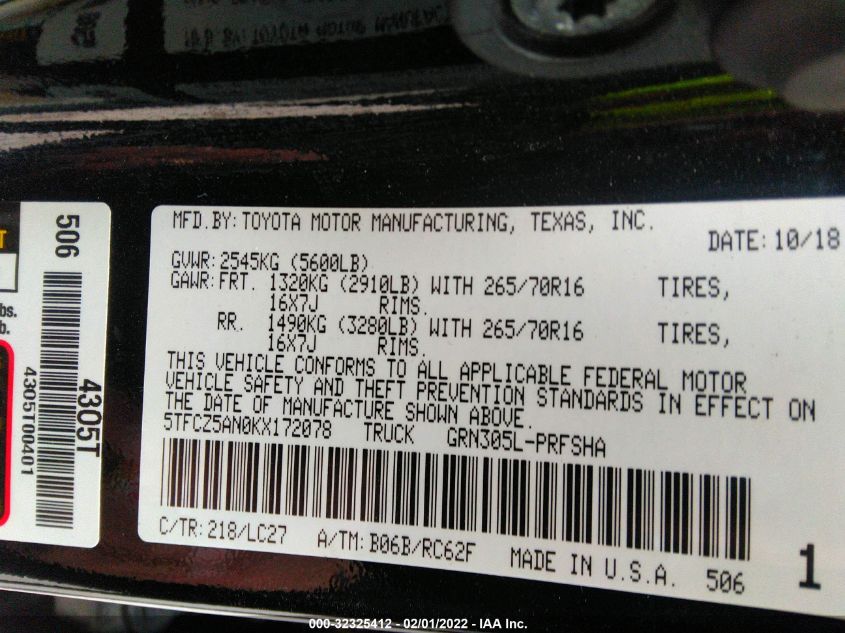 MFD.BY: TOYOTA MOTOR MANUFACTURING, TEXAS, INC.
DATE: 10/18
GVWR: 2545KG (5600LB)
GAWR: FRT. 1320KG (2910LB) WITH 265/70R16 TIRES,
16X7J RIMS.
RR. 1490KG (3280LB) WITH 265/70R16 TIRES,
16X7J RIMS.
THIS VEHICLE CONFORMS TO ALL APPLICABLE FEDERAL MOTOR
VEHICLE SAFETY AND THEFT PREVENTION STANDARDS IN EFFECT ON
THE DATE OF MANUFACTURE SHOWN ABOVE.
5TFCZ5AN0KX172078 TRUCK GRN305L-PRFSHA
C/TR: 218/LC27 A/TM: B06B/RC62F MADE IN U.S.A. 506 1
506
4305T
4305T00401
000-32325412 - 02/01/2022 - IAA Inc.